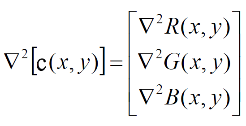 ∇²[c(x, y)] = [∇²R(x, y)
∇²G(x, y)
∇²B(x, y)]